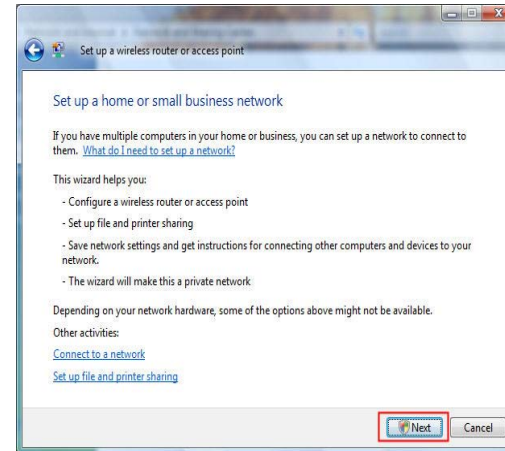 Set up a wireless router or access point
Set up a home or small business network
If you have multiple computers in your home or business, you can set up a network to connect to
them. What do I need to set up a network?
This wizard helps you:
- Configure a wireless router or access point
- Set up file and printer sharing
- Save network settings and get instructions for connecting other computers and devices to your
network.
- The wizard will make this a private network
Depending on your network hardware, some of the options above might not be available.
Other activities:
Connect to a network
Set up file and printer sharing
Next Cancel